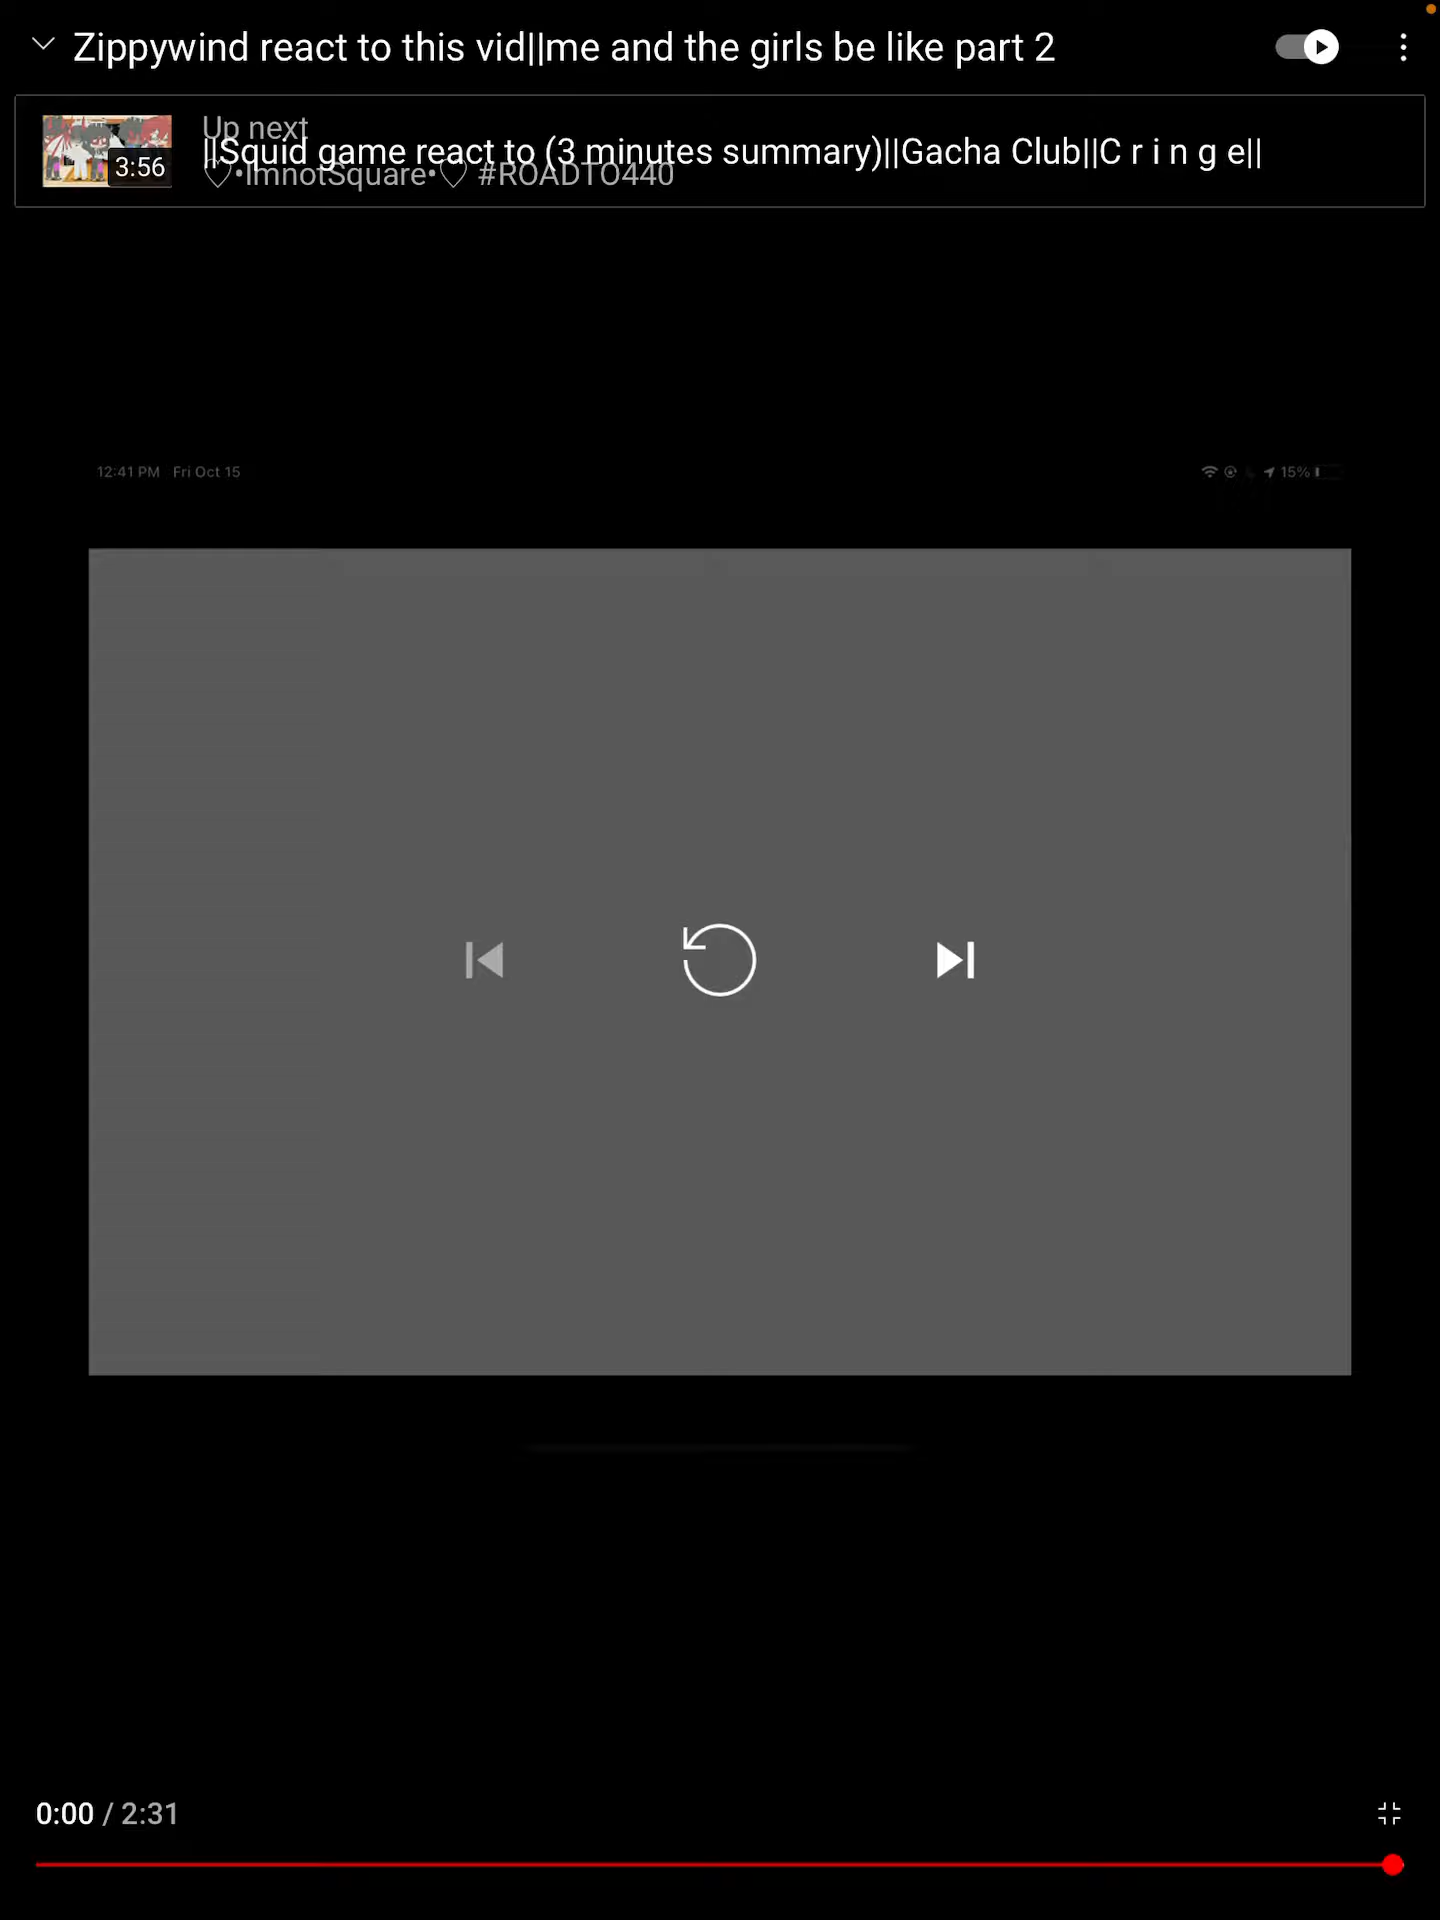 Zippywind react to this vid||me and the girls be like part 2
Up next
||Squid game react to (3 minutes summary)||Gacha Club||C r i n g e||
♡•ImnotSquare•♡ #ROADTO440
3:56
12:41 PM Fri Oct 15
15%
0:00 / 2:31